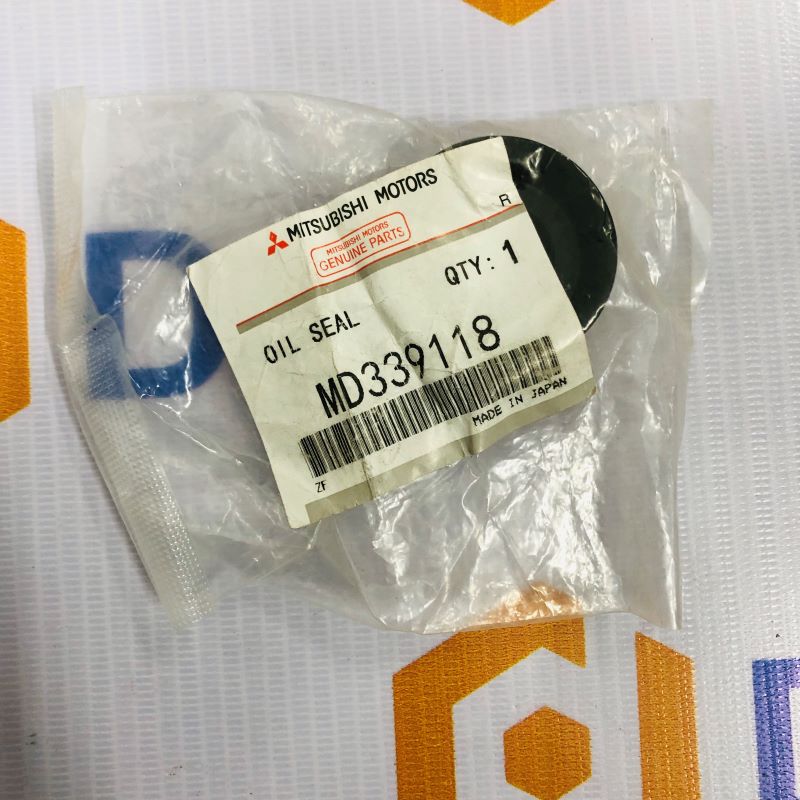 MITSUBISHI MOTORS
MITSUBISHI MOTORS
GENUINE PARTS
R
OIL SEAL
QTY: 1
MD339118
MADE IN JAPAN
ZF
D